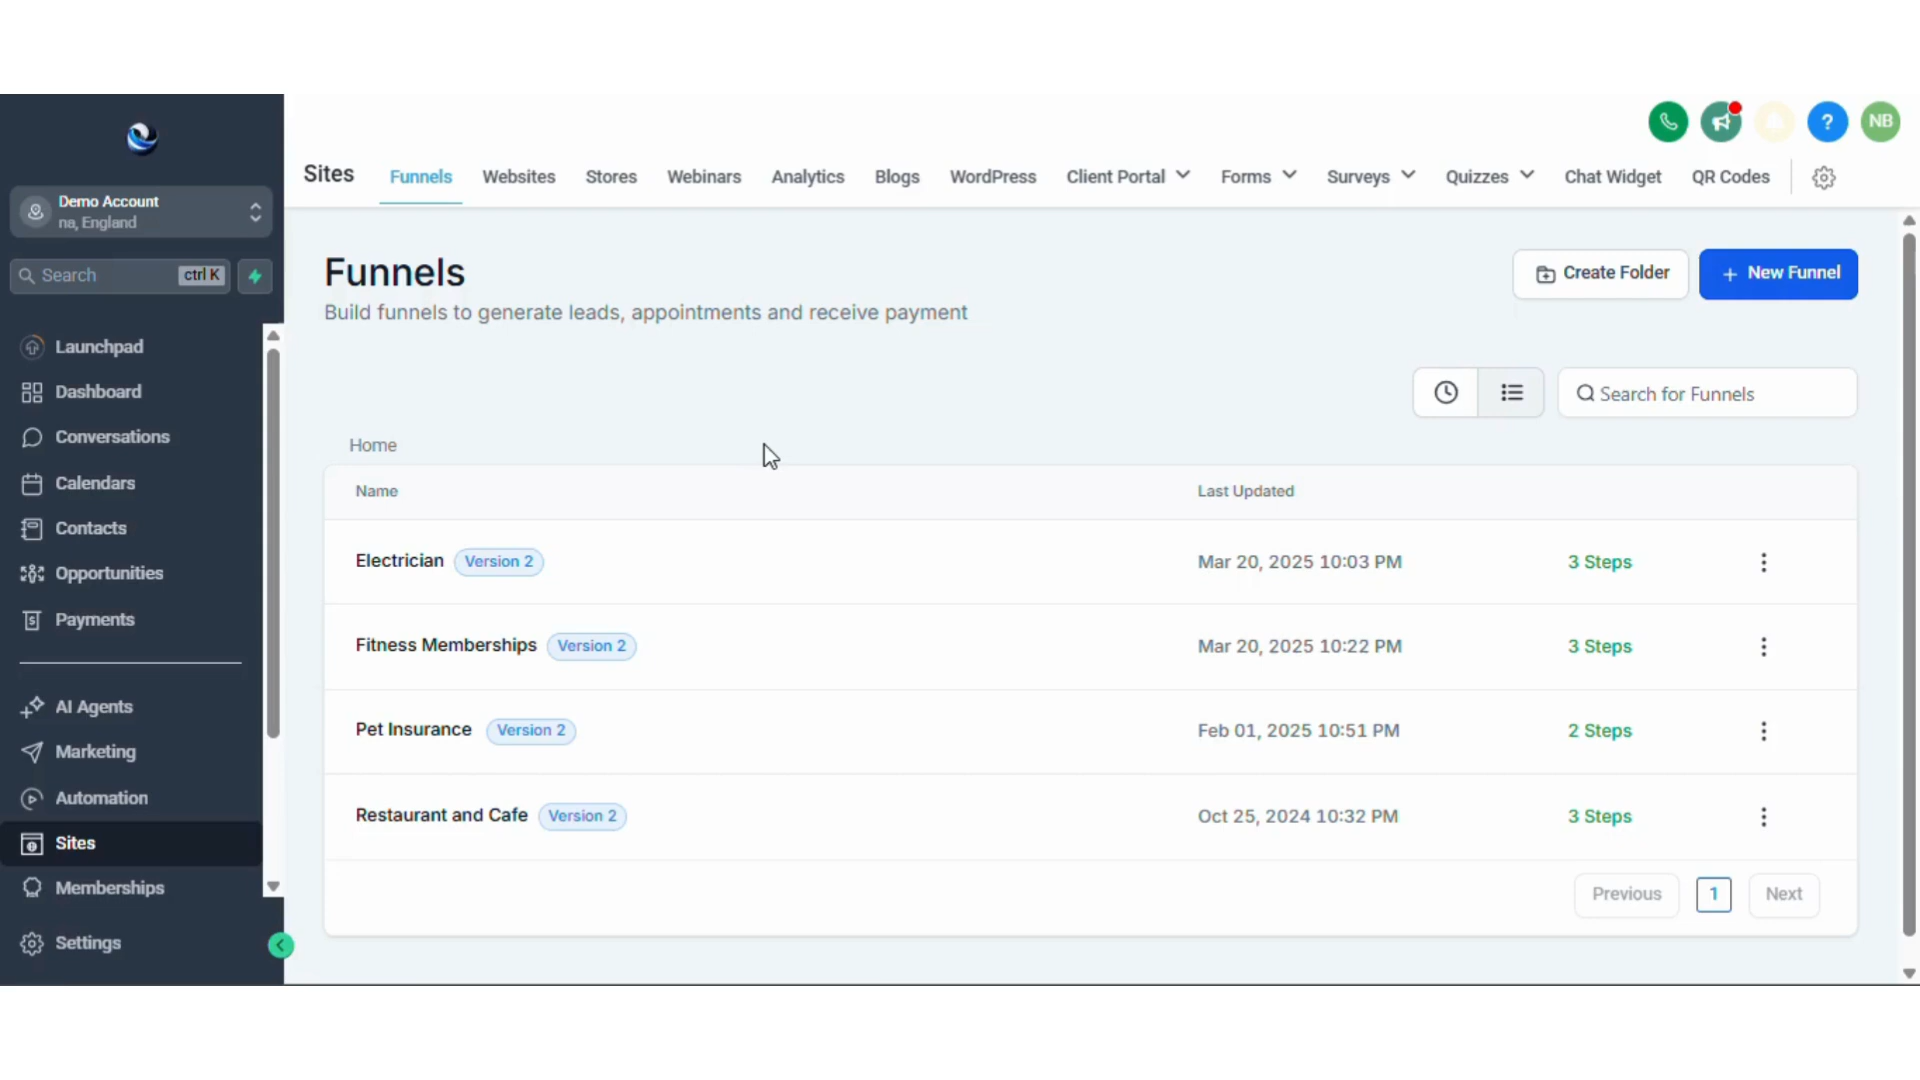 Demo Account
na, England
Search ctrl K
Launchpad
Dashboard
Conversations
Calendars
Contacts
Opportunities
Payments
AI Agents
Marketing
Automation
Sites
Memberships
Settings
NB
Sites Funnels Websites Stores Webinars Analytics Blogs WordPress Client Portal Forms Surveys Quizzes Chat Widget QR Codes
Funnels
Build funnels to generate leads, appointments and receive payment
Create Folder
+ New Funnel
Search for Funnels
Home
Name Last Updated
Electrician Version 2 Mar 20, 2025 10:03 PM 3 Steps
Fitness Memberships Version 2 Mar 20, 2025 10:22 PM 3 Steps
Pet Insurance Version 2 Feb 01, 2025 10:51 PM 2 Steps
Restaurant and Cafe Version 2 Oct 25, 2024 10:32 PM 3 Steps
Previous 1 Next